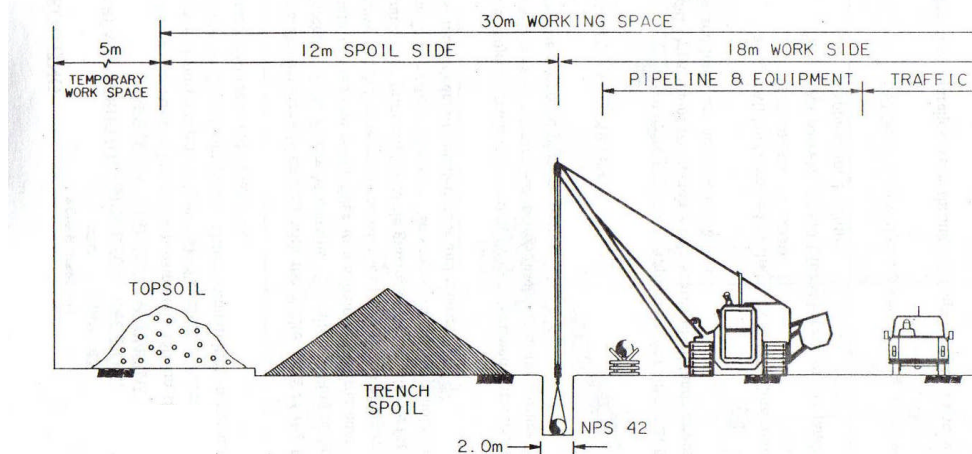 30m WORKING SPACE
5m
12m SPOIL SIDE
18m WORK SIDE
TEMPORARY
WORK SPACE
PIPELINE & EQUIPMENT
TRAFFIC
TOPSOIL
TRENCH
SPOIL
NPS 42
2.0m